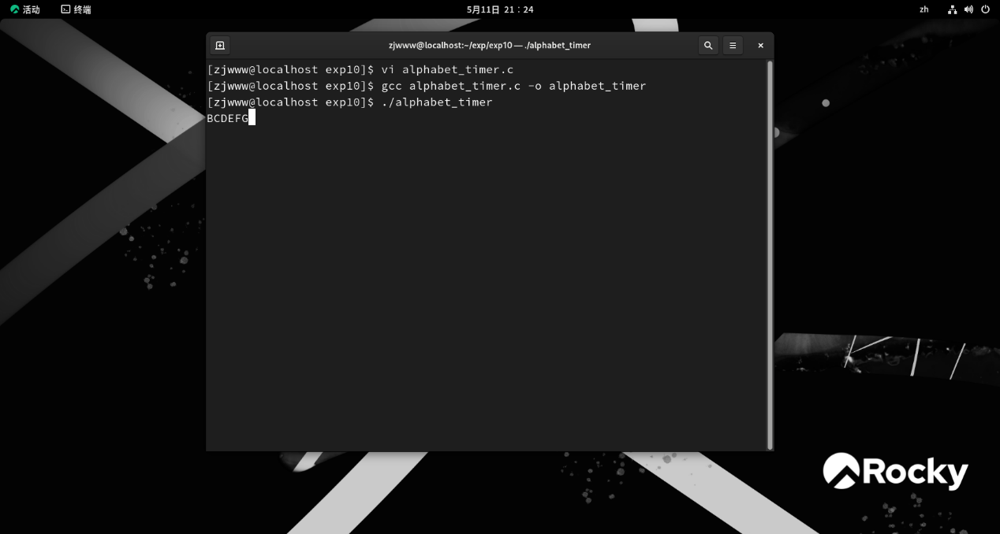 活动 终端 5月11日 21：24 zh
zjwww@localhost:~/exp/exp10 — ./alphabet_timer
[zjwww@localhost exp10]$ vi alphabet_timer.c
[zjwww@localhost exp10]$ gcc alphabet_timer.c -o alphabet_timer
[zjwww@localhost exp10]$ ./alphabet_timer
BCDEFG
Rocky